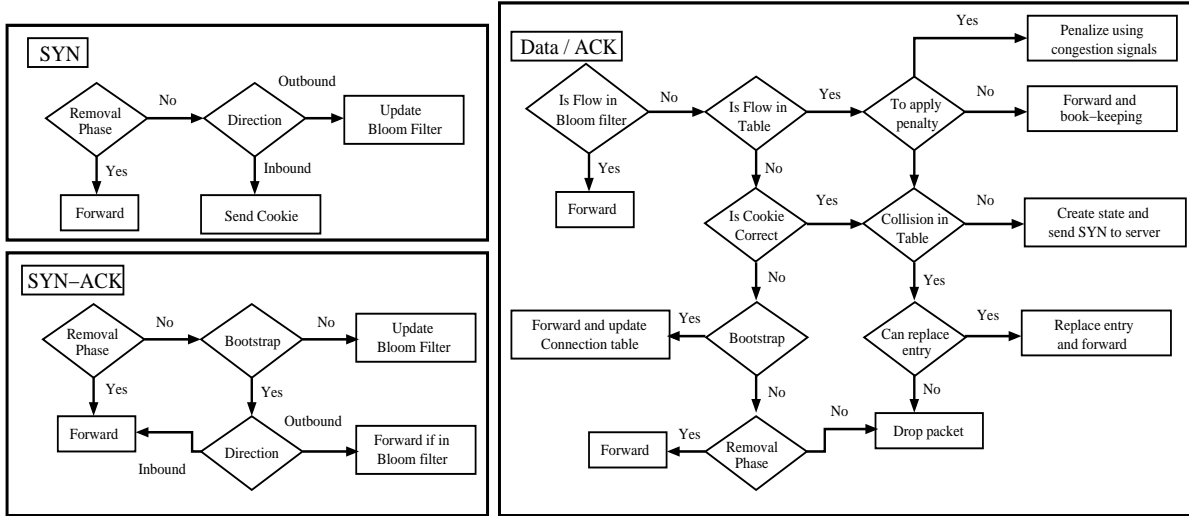 SYN
Removal
Phase
No
Direction
Outbound
Update
Bloom Filter
Yes
Inbound
Forward
Send Cookie
SYN−ACK
Removal
Phase
No
Bootstrap
No
Update
Bloom Filter
Yes
Yes
Forward
Inbound
Direction
Outbound
Forward if in
Bloom filter
Data / ACK
Is Flow in
Bloom filter
No
Is Flow in
Table
Yes
To apply
penalty
Yes
Penalize using
congestion signals
No
Forward and
book−keeping
Yes
Forward
No
Is Cookie
Correct
Yes
Collision in
Table
No
Create state and
send SYN to server
No
Yes
Forward and update
Connection table
Yes
Bootstrap
Can replace
entry
Yes
Replace entry
and forward
No
No
Forward
Yes
Removal
Phase
No
Drop packet